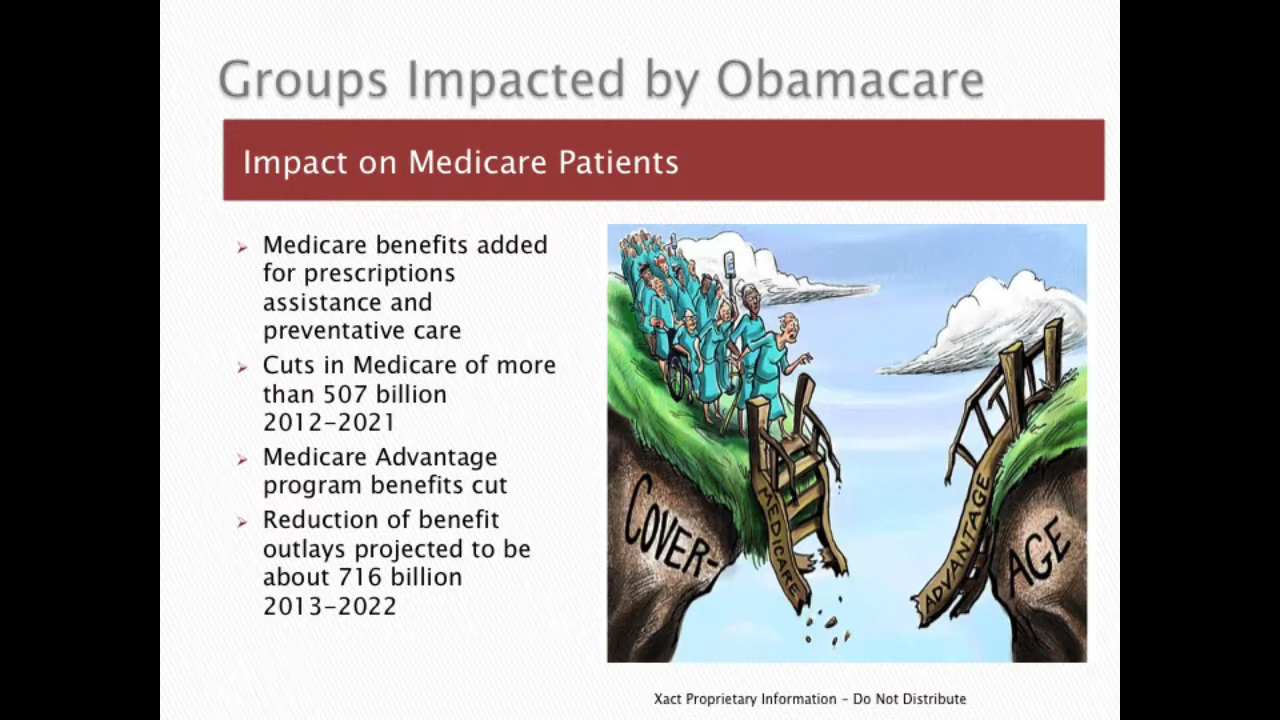 Groups Impacted by Obamacare
Impact on Medicare Patients
Medicare benefits added
for prescriptions
assistance and
preventative care
Cuts in Medicare of more
than 507 billion
2012-2021
Medicare Advantage
program benefits cut
Reduction of benefit
outlays projected to be
about 716 billion
2013-2022
COVER-
MEDICARE
ADVANTAGE
AGE
Xact Proprietary Information - Do Not Distribute